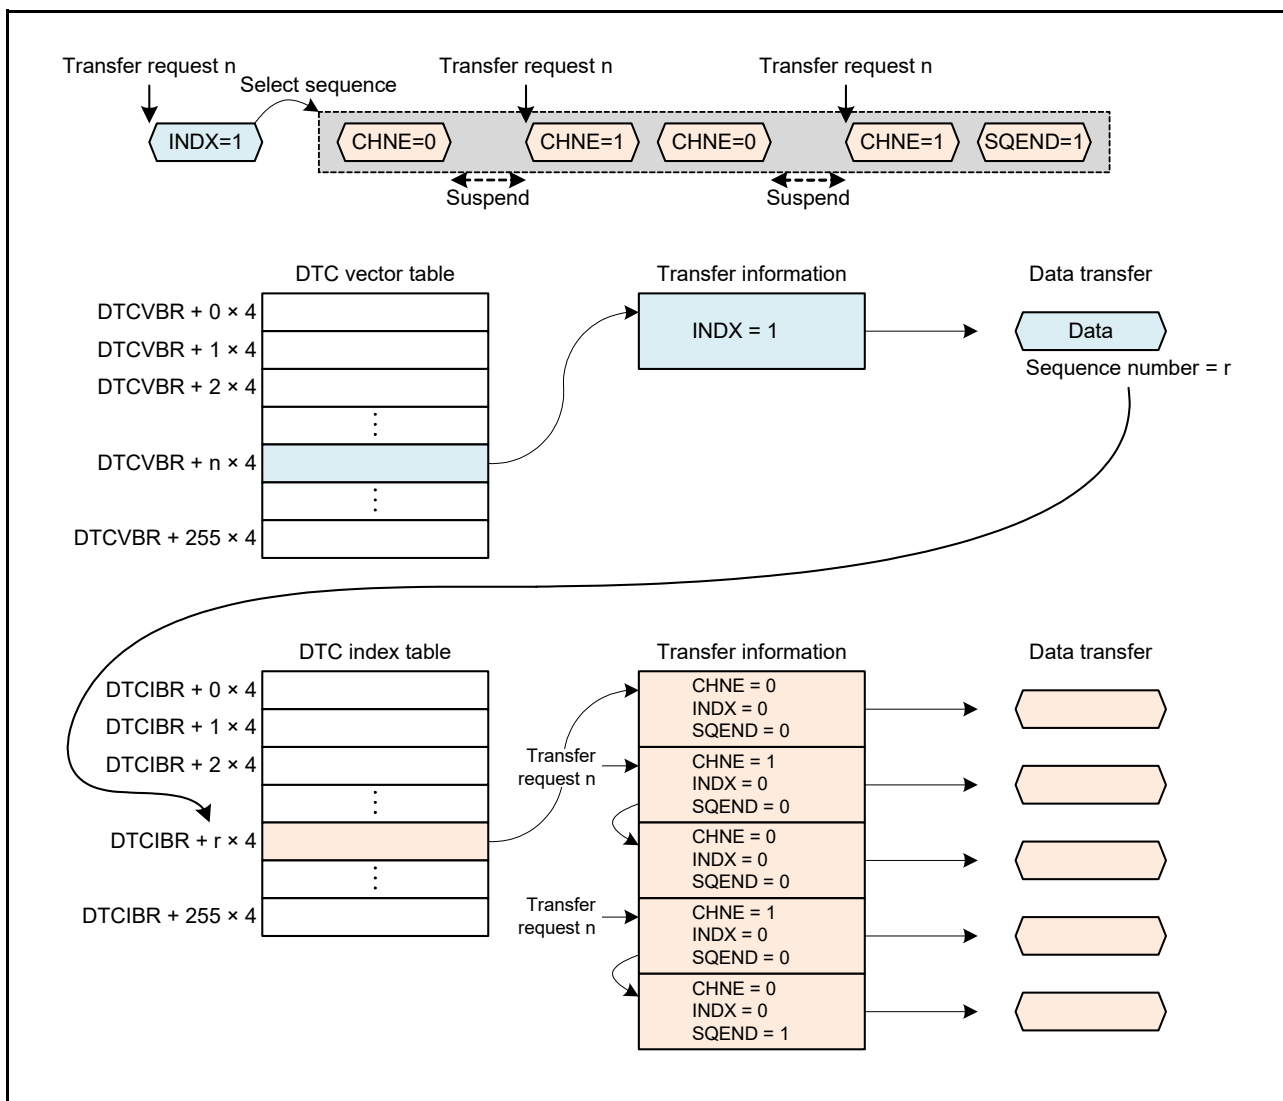 Transfer request n
Transfer request n
Transfer request n
Select sequence
INDX=1
CHNE=0
CHNE=1
CHNE=0
CHNE=1
SQEND=1
Suspend
Suspend
DTC vector table
Transfer information
Data transfer
DTCVBR + 0 × 4
DTCVBR + 1 × 4
DTCVBR + 2 × 4
DTCVBR + n × 4
DTCVBR + 255 × 4
INDX = 1
Data
Sequence number = r
DTC index table
Transfer information
Data transfer
DTCIBR + 0 × 4
DTCIBR + 1 × 4
DTCIBR + 2 × 4
DTCIBR + r × 4
DTCIBR + 255 × 4
CHNE = 0
INDX = 0
SQEND = 0
Transfer
request n
CHNE = 1
INDX = 0
SQEND = 0
CHNE = 0
INDX = 0
SQEND = 0
Transfer
request n
CHNE = 1
INDX = 0
SQEND = 0
CHNE = 0
INDX = 0
SQEND = 1